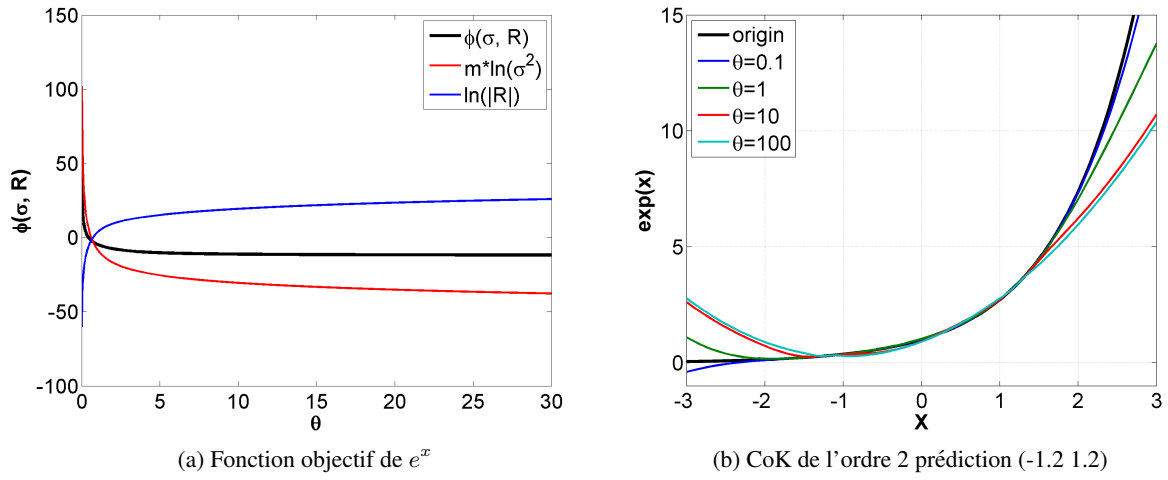 150
100
50
0
-50
-100
ϕ(σ, R)
0 5 10 15 20 25 30
θ
ϕ(σ, R)
m*ln(σ²)
ln(|R|)
(a) Fonction objectif de eˣ
15
10
5
0
exp(x)
-3 -2 -1 0 1 2 3
X
origin
θ=0.1
θ=1
θ=10
θ=100
(b) CoK de l'ordre 2 prédiction (-1.2 1.2)